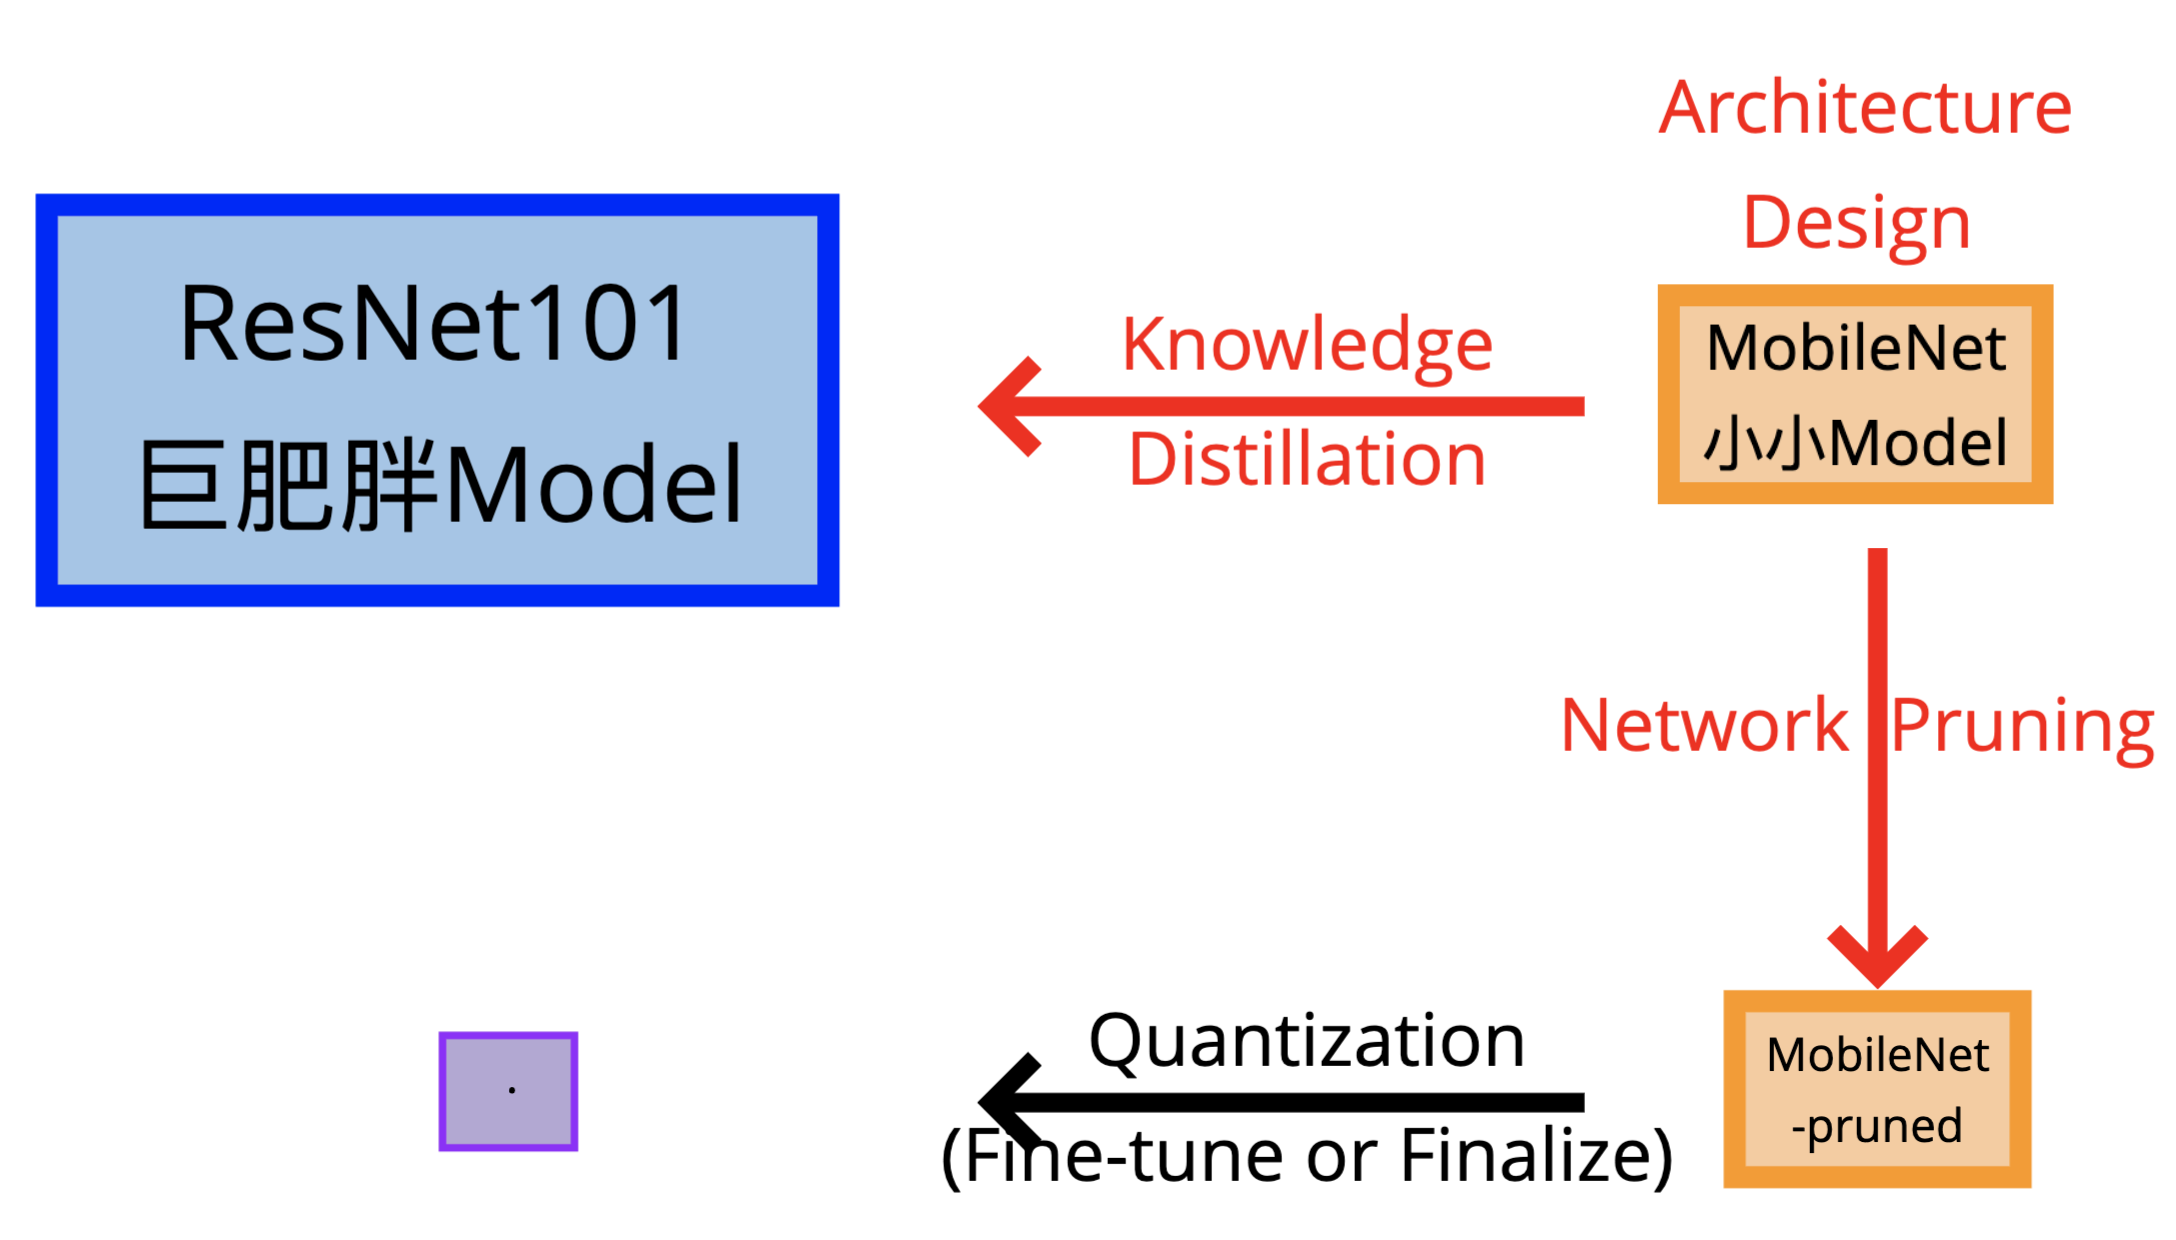 Architecture
Design
ResNet101
巨肥胖Model
Knowledge
Distillation
MobileNet
小小Model
Network Pruning
Quantization
(Fine-tune or Finalize)
MobileNet
-pruned
.